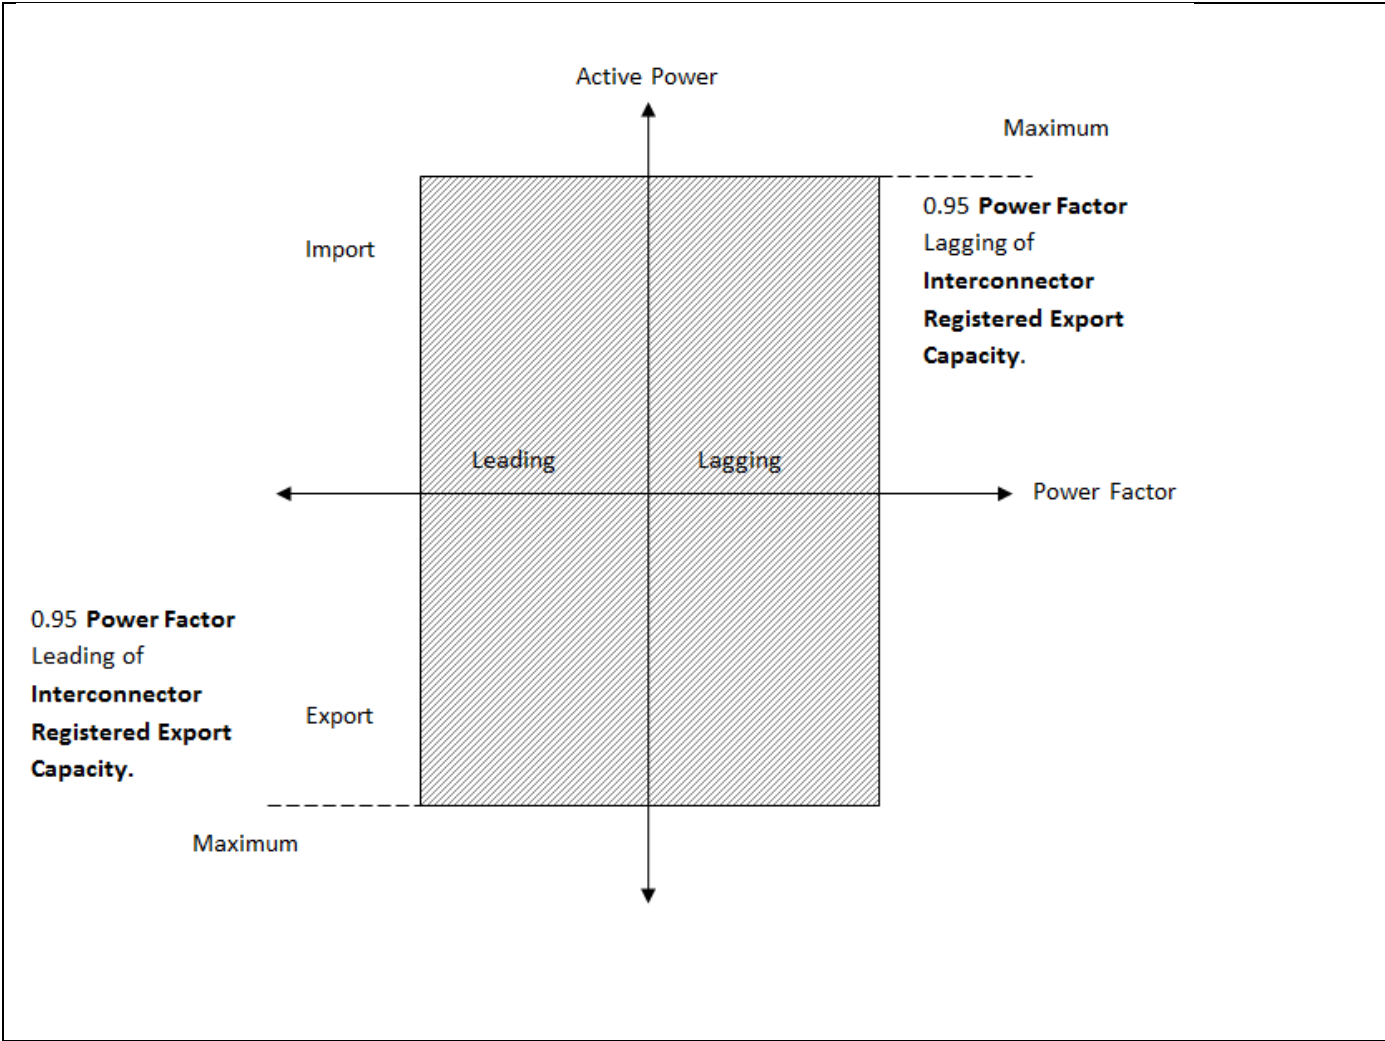 Active Power
Maximum
0.95 Power Factor
Lagging of
Interconnector
Registered Export
Capacity.
Import
Leading
Lagging
Power Factor
0.95 Power Factor
Leading of
Interconnector
Registered Export
Capacity.
Export
Maximum